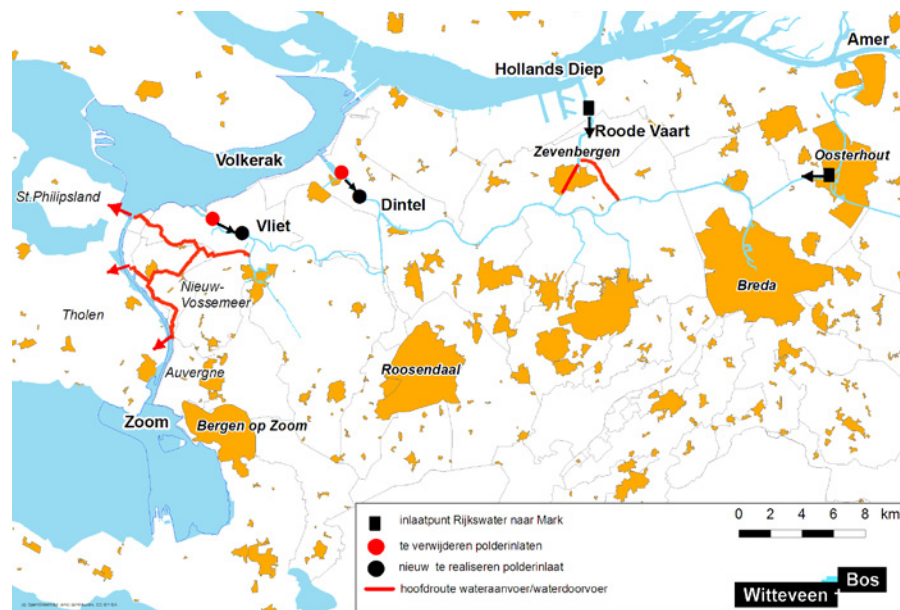 Amer
Hollands Diep
Roode Vaart
Zevenbergen
Oosterhout
Volkerak
St.Philipsland
Dintel
Vliet
Nieuw-
Vossemeer
Breda
Tholen
Roosendaal
Auvergne
Zoom
Bergen op Zoom
inlaatpunt Rijkswater naar Mark
te verwijderen polderinlaten
nieuw te realiseren polderinlaat
hoofdroute wateraanvoer/waterdoorvoer
0 2 4 6 8 km
Witteveen + Bos